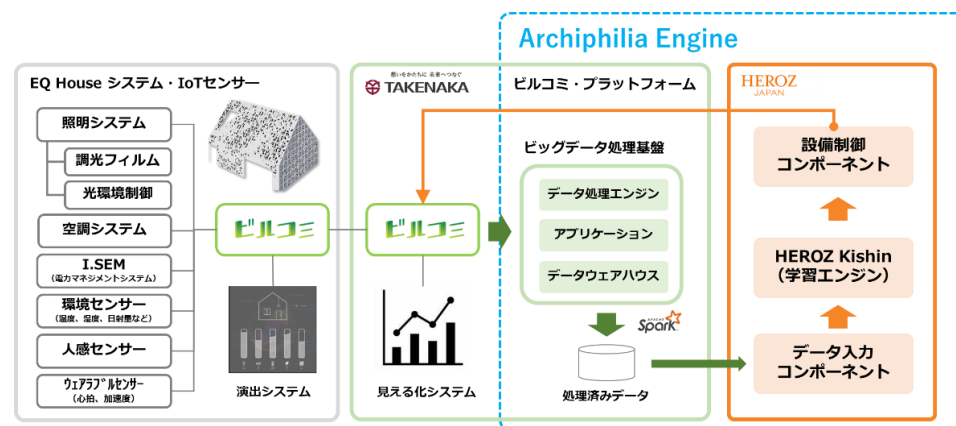 Archiphilia Engine
EQ House システム・IoTセンサー
照明システム
調光フィルム
光環境制御
空調システム
I.SEM
（電力マネジメントシステム）
環境センサー
（温度、湿度、日射量など）
人感センサー
ウェアラブルセンサー
（心拍、加速度）
ビルコミ
演出システム
想いをかたちに 未来へつなぐ
TAKENAKA
ビルコミ・プラットフォーム
ビルコミ
見える化システム
ビッグデータ処理基盤
データ処理エンジン
アプリケーション
データウェアハウス
APACHE
Spark
処理済みデータ
HEROZ
JAPAN
設備制御
コンポーネント
HEROZ Kishin
（学習エンジン）
データ入力
コンポーネント